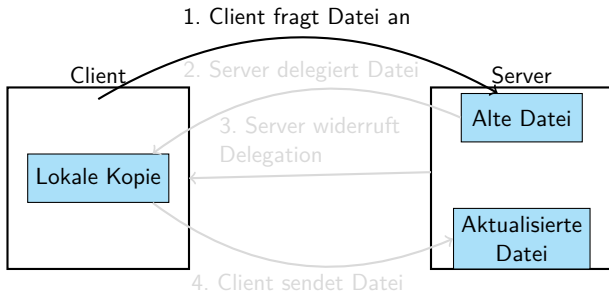 1. Client fragt Datei an
Client
2. Server delegiert Datei
Server
Alte Datei
3. Server widerruft
Delegation
Lokale Kopie
Aktualisierte
Datei
4. Client sendet Datei